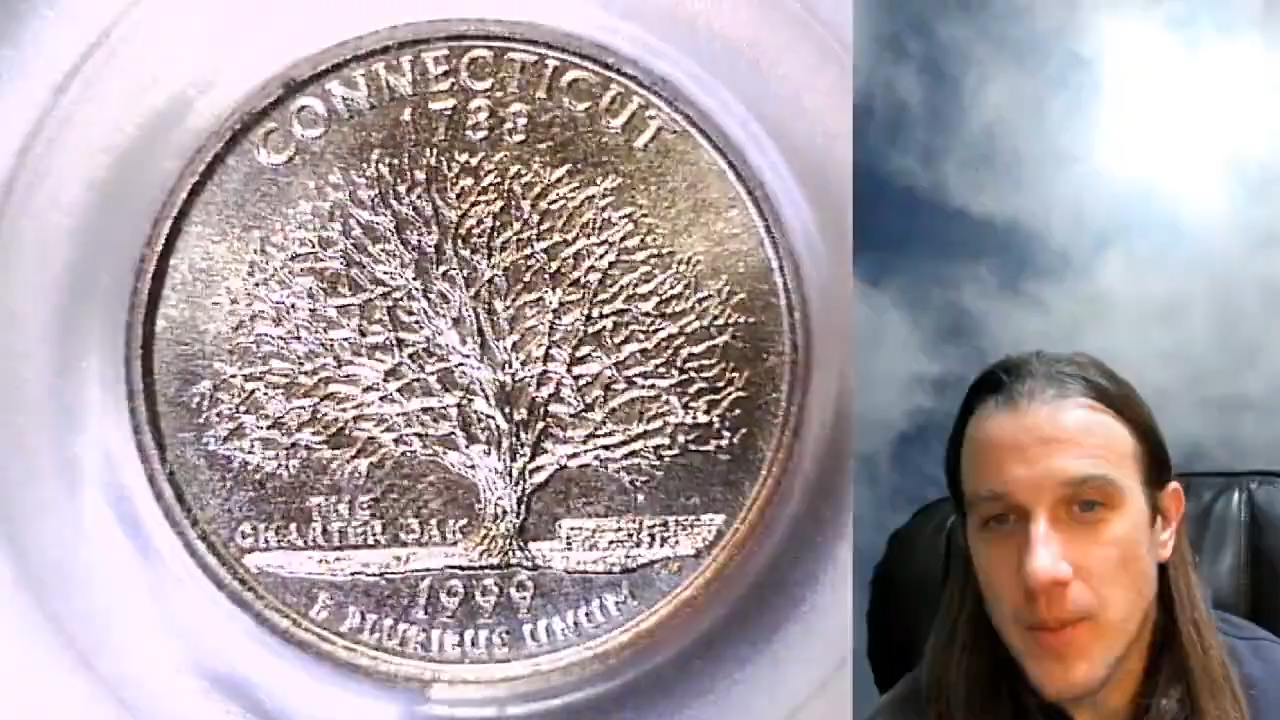 CONNECTICUT
1788
THE
CHARTER OAK
1999
E PLURIBUS UNUM